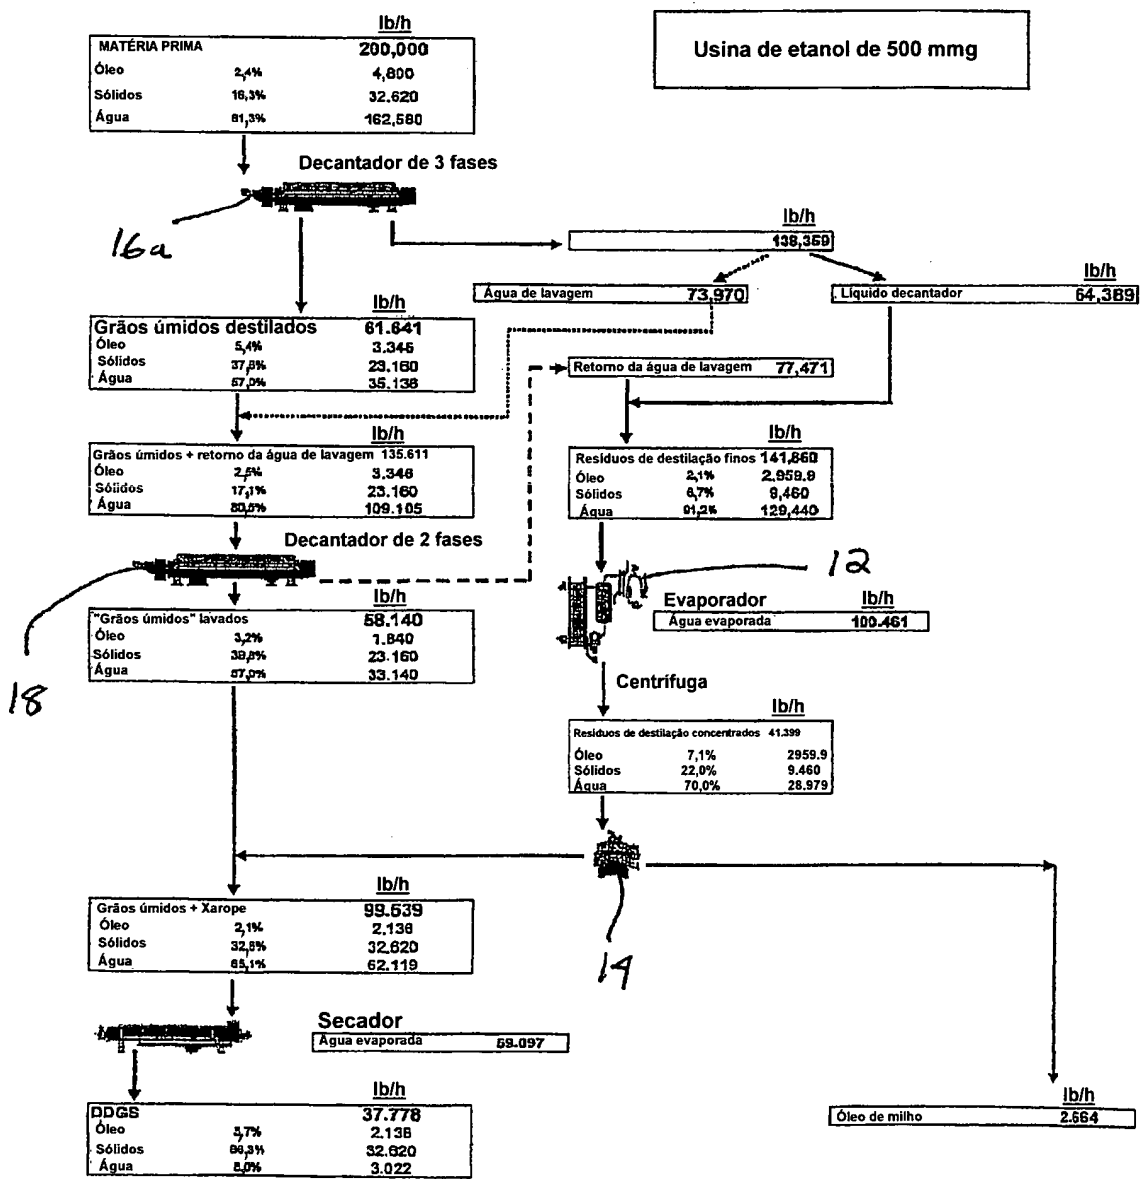 lb/h
MATÉRIA PRIMA 200,000
Óleo 2,4% 4,800
Sólidos 16,3% 32.620
Água 81,3% 162,580
Usina de etanol de 500 mmg
Decantador de 3 fases
16a
lb/h
138,359
lb/h
Água de lavagem 73,970
Líquido decantador 64,389
lb/h
Grãos úmidos destilados 61.641
Óleo 5,4% 3.346
Sólidos 37,6% 23.160
Água 57,0% 35.136
Retorno da água de lavagem 77,471
lb/h
Grãos úmidos + retorno da água de lavagem 135.611
Óleo 2,5% 3.346
Sólidos 17,1% 23.160
Água 80,5% 109.105
lb/h
Resíduos de destilação finos 141,860
Óleo 2,1% 2.959.9
Sólidos 6,7% 9,460
Água 91,2% 129,440
Decantador de 2 fases
18
12
lb/h
"Grãos úmidos" lavados 58.140
Óleo 3,2% 1.840
Sólidos 39,8% 23.160
Água 57,0% 33.140
Evaporador lb/h
Água evaporada 100.461
Centrífuga
lb/h
Resíduos de destilação concentrados 41.399
Óleo 7,1% 2959.9
Sólidos 22,0% 9.460
Água 70,0% 28.979
14
lb/h
Grãos úmidos + Xarope 99.539
Óleo 2,1% 2.136
Sólidos 32,8% 32.620
Água 65,1% 62.119
Secador
Água evaporada 59.097
lb/h
DDGS 37.778
Óleo 5,7% 2.136
Sólidos 86,3% 32.620
Água 8,0% 3.022
lb/h
Óleo de milho 2.664